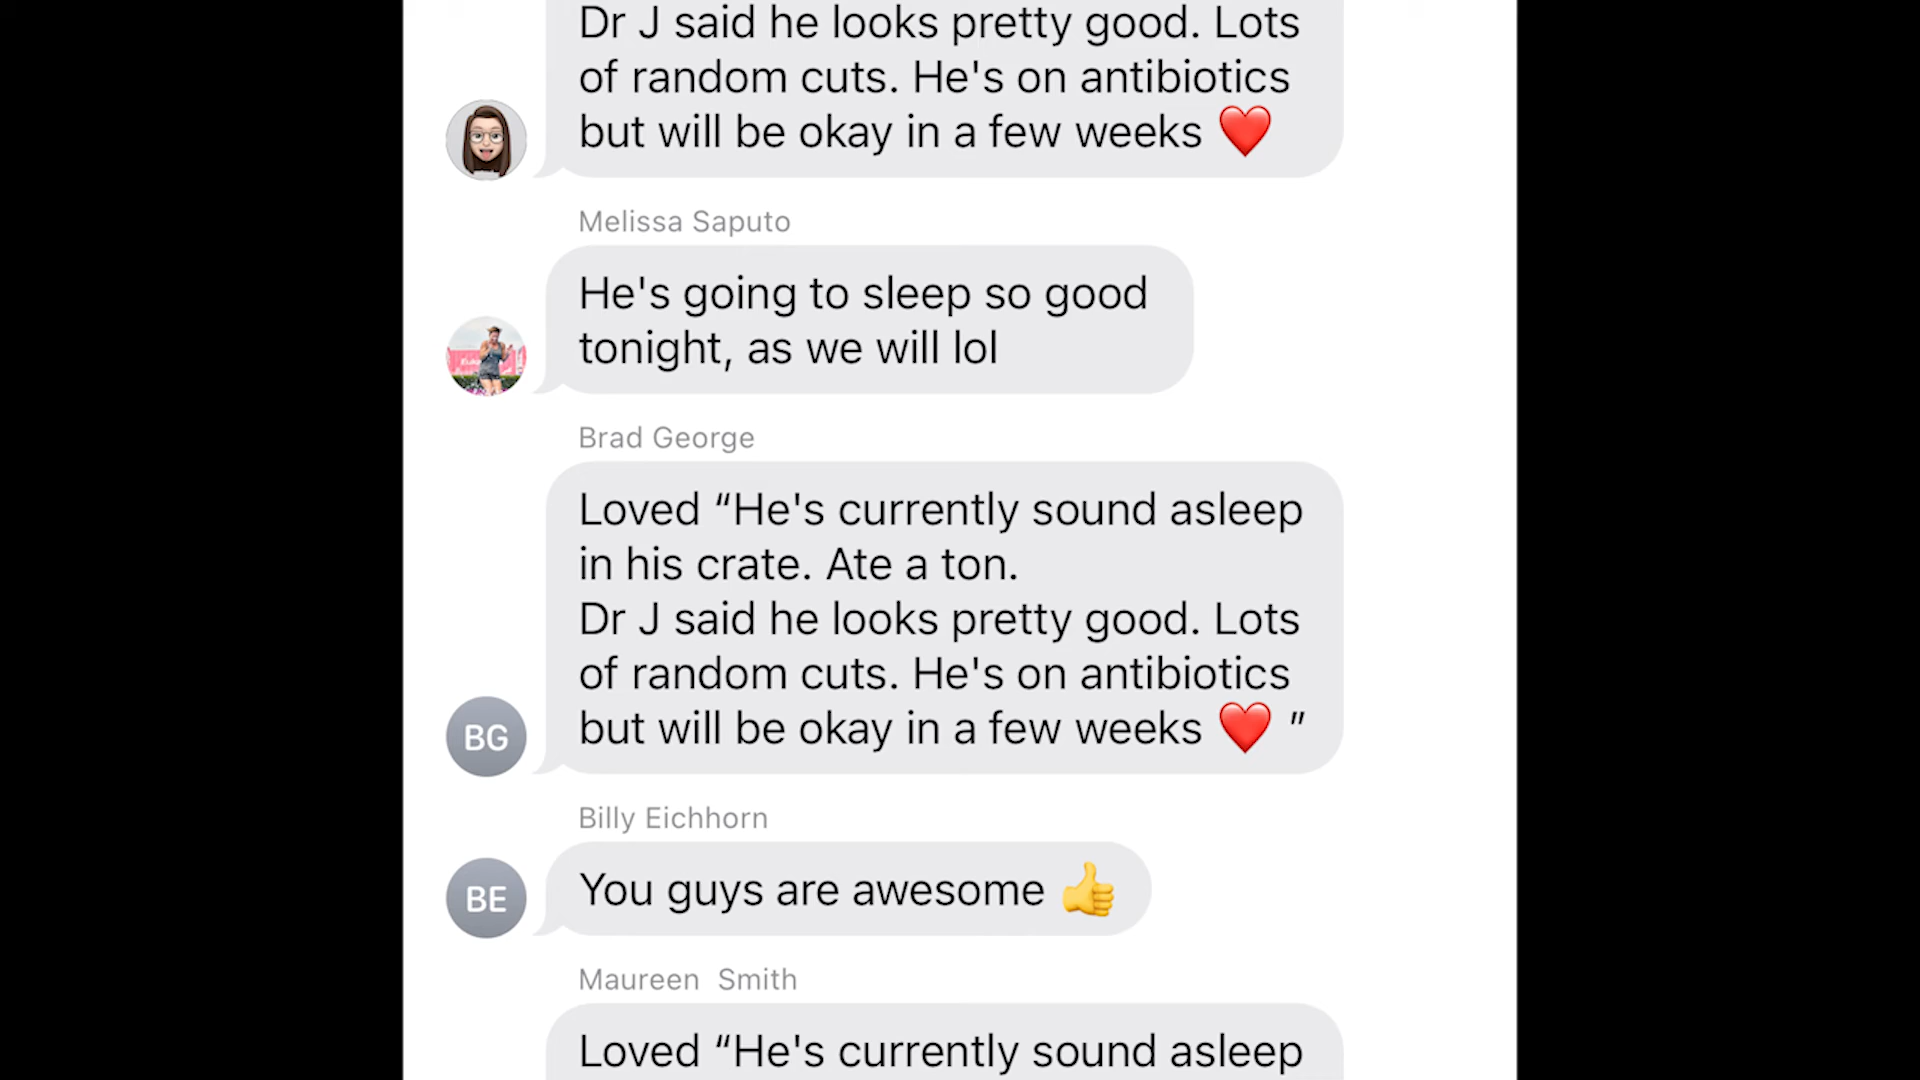 Dr J said he looks pretty good. Lots
of random cuts. He's on antibiotics
but will be okay in a few weeks ❤️
Melissa Saputo
He's going to sleep so good
tonight, as we will lol
Brad George
Loved “He's currently sound asleep
in his crate. Ate a ton.
Dr J said he looks pretty good. Lots
of random cuts. He's on antibiotics
but will be okay in a few weeks ❤️ ”
BG
Billy Eichhorn
You guys are awesome 👍
BE
Maureen  Smith
Loved “He's currently sound asleep